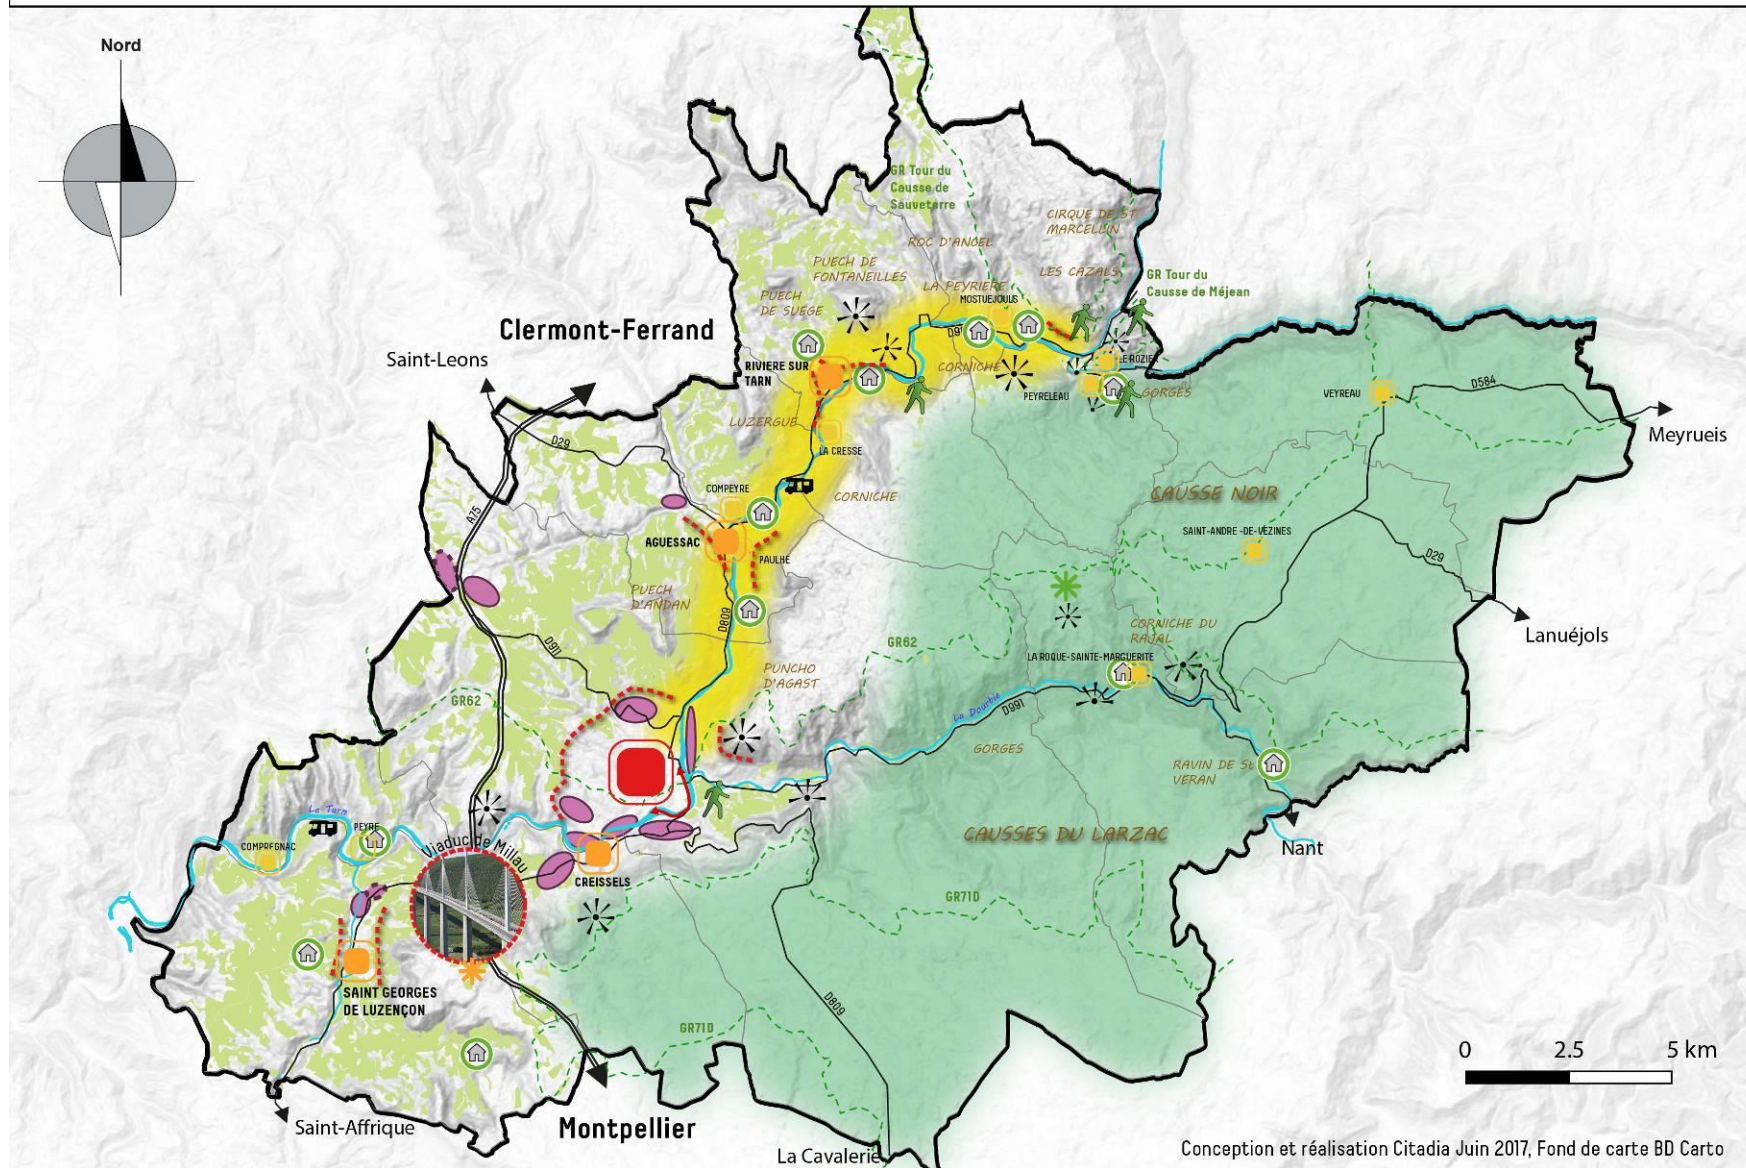 Nord
GR Tour du
Causse de
Sauveterre
CIRQUE DE ST
MARCELLIN
ROC D'ANGEL
PUECH DE
FONTANEILLES
LES CAZALS
LA PEYRIERE
GR Tour du
Causse de Méjean
PUECH
DE SUEGE
MOSTUEJOULS
Clermont-Ferrand
Saint-Leons
RIVIERE SUR
TARN
CORNICHE
LE ROZIER
PEYRELEAU
GORGES
VEYREAU
D584
Meyrueis
LUZERGUE
D29
LA CRESSE
COMPEYRE
CORNICHE
CAUSSE NOIR
A75
AGUESSAC
PAULHE
SAINT-ANDRE-DE-VÈZINES
D29
PUECH
D'ANDAN
D809
CORNICHE DU
RAJAL
Lanuéjols
D911
GR62
LA ROQUE-SAINTE-MARGUERITE
PUNCHO
D'AGAST
GR62
La Dourbie
D991
GORGES
RAVIN DE St
VERAN
Le Tarn
PEYRE
COMPREGNAC
Viaduc de Millau
CAUSSES DU LARZAC
Nant
CREISSELS
GR71D
SAINT GEORGES
DE LUZENÇON
D809
GR71D
0 2.5 5 km
Saint-Affrique
Montpellier
La Cavalerie
Conception et réalisation Citadia Juin 2017, Fond de carte BD Carto